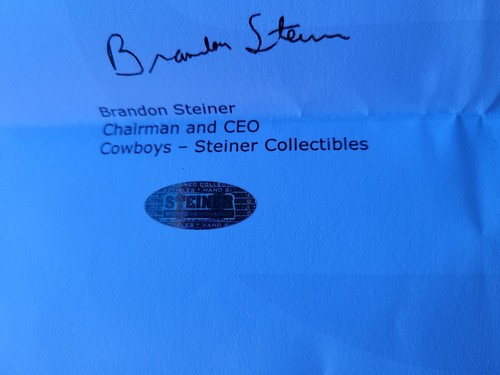 Brandon Steiner
Brandon Steiner
Chairman and CEO
Cowboys – Steiner Collectibles
STEINER